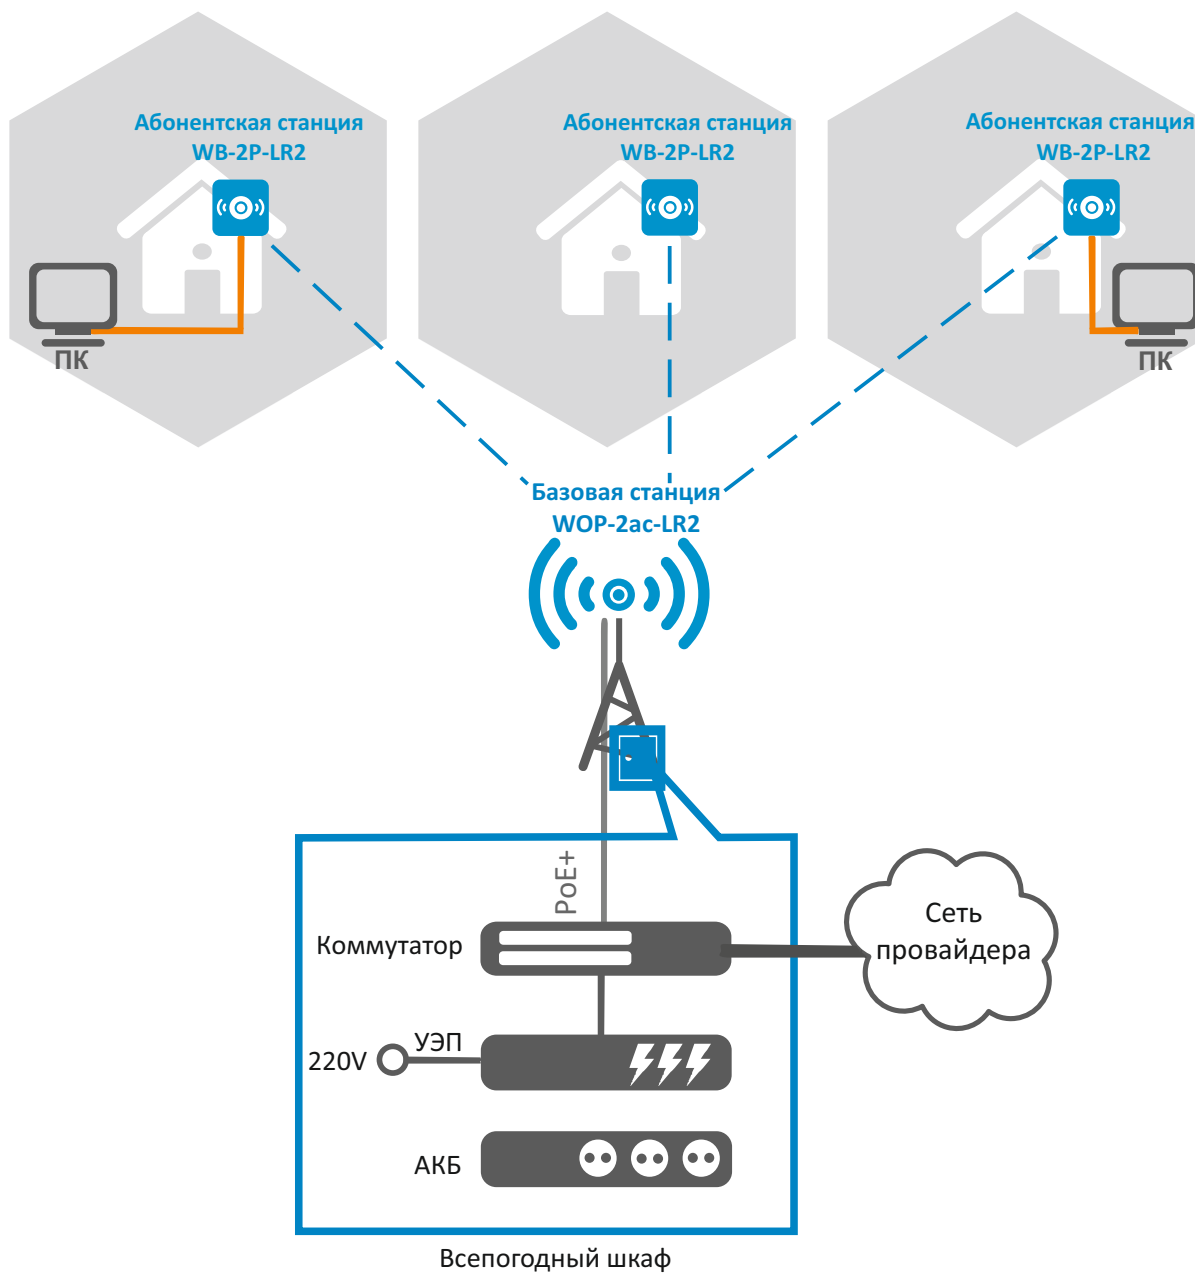 Абонентская станция
WB-2P-LR2
Абонентская станция
WB-2P-LR2
Абонентская станция
WB-2P-LR2
ПК
ПК
Базовая станция
WOP-2ac-LR2
PoE+
Коммутатор
Сеть
провайдера
УЭП
220V
АКБ
Всепогодный шкаф